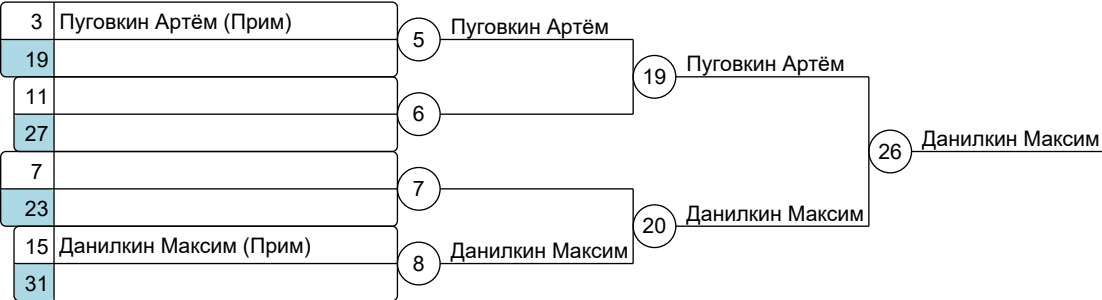 3 Пуговкин Артём (Прим)
19
5 Пуговкин Артём
11
27
6
19 Пуговкин Артём
7
23
7
15 Данилкин Максим (Прим)
31
8 Данилкин Максим
20 Данилкин Максим
26 Данилкин Максим